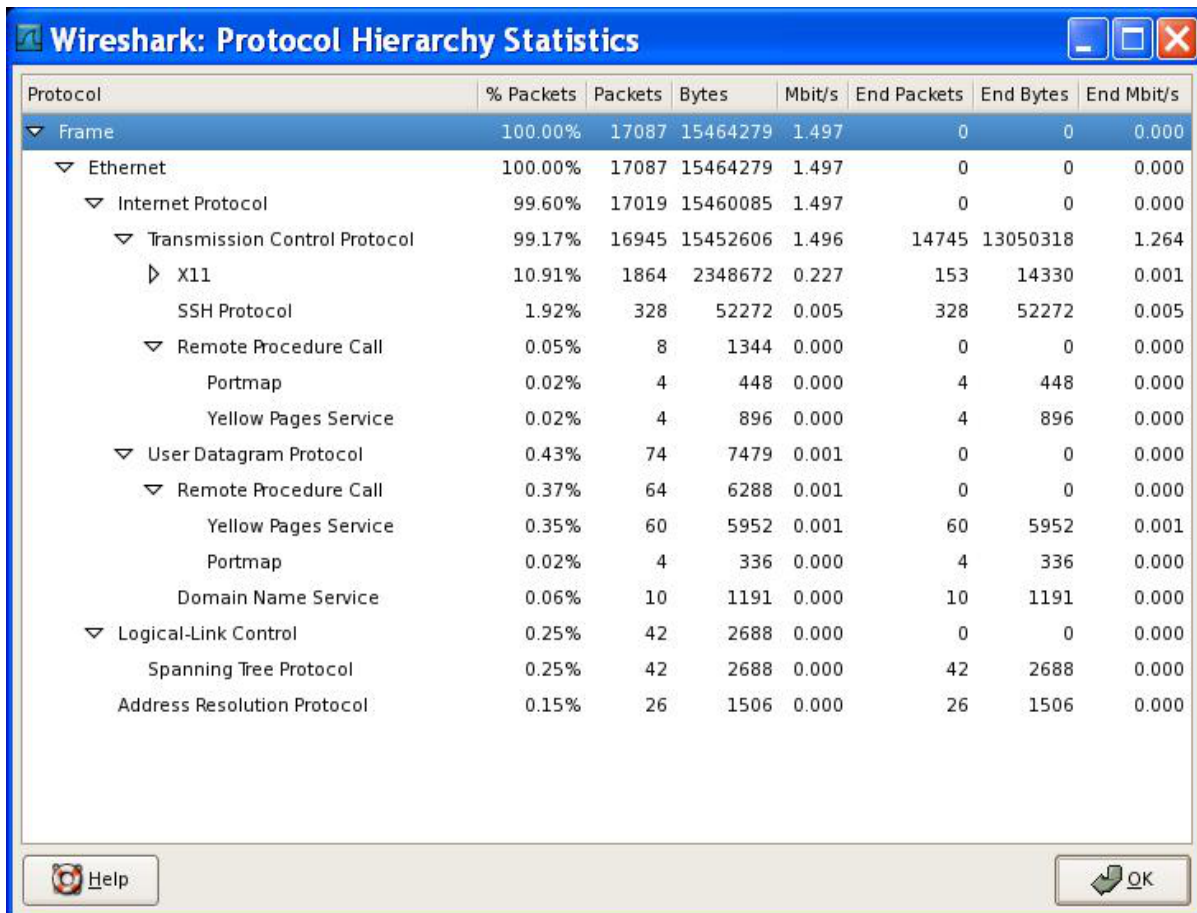 Wireshark: Protocol Hierarchy Statistics
Protocol % Packets Packets Bytes Mbit/s End Packets End Bytes End Mbit/s
Frame 100.00% 17087 15464279 1.497 0 0 0.000
Ethernet 100.00% 17087 15464279 1.497 0 0 0.000
Internet Protocol 99.60% 17019 15460085 1.497 0 0 0.000
Transmission Control Protocol 99.17% 16945 15452606 1.496 14745 13050318 1.264
X11 10.91% 1864 2348672 0.227 153 14330 0.001
SSH Protocol 1.92% 328 52272 0.005 328 52272 0.005
Remote Procedure Call 0.05% 8 1344 0.000 0 0 0.000
Portmap 0.02% 4 448 0.000 4 448 0.000
Yellow Pages Service 0.02% 4 896 0.000 4 896 0.000
User Datagram Protocol 0.43% 74 7479 0.001 0 0 0.000
Remote Procedure Call 0.37% 64 6288 0.001 0 0 0.000
Yellow Pages Service 0.35% 60 5952 0.001 60 5952 0.001
Portmap 0.02% 4 336 0.000 4 336 0.000
Domain Name Service 0.06% 10 1191 0.000 10 1191 0.000
Logical-Link Control 0.25% 42 2688 0.000 0 0 0.000
Spanning Tree Protocol 0.25% 42 2688 0.000 42 2688 0.000
Address Resolution Protocol 0.15% 26 1506 0.000 26 1506 0.000
Help OK